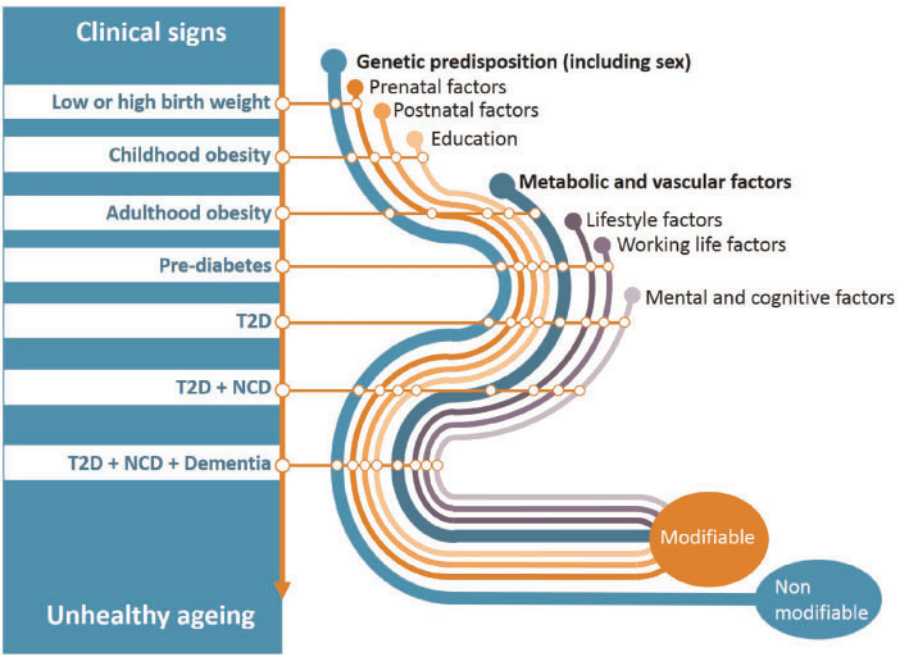 Clinical signs
Genetic predisposition (including sex)
Prenatal factors
Low or high birth weight
Postnatal factors
Education
Childhood obesity
Metabolic and vascular factors
Adulthood obesity
Lifestyle factors
Working life factors
Pre-diabetes
Mental and cognitive factors
T2D
T2D + NCD
T2D + NCD + Dementia
Modifiable
Non
modifiable
Unhealthy ageing